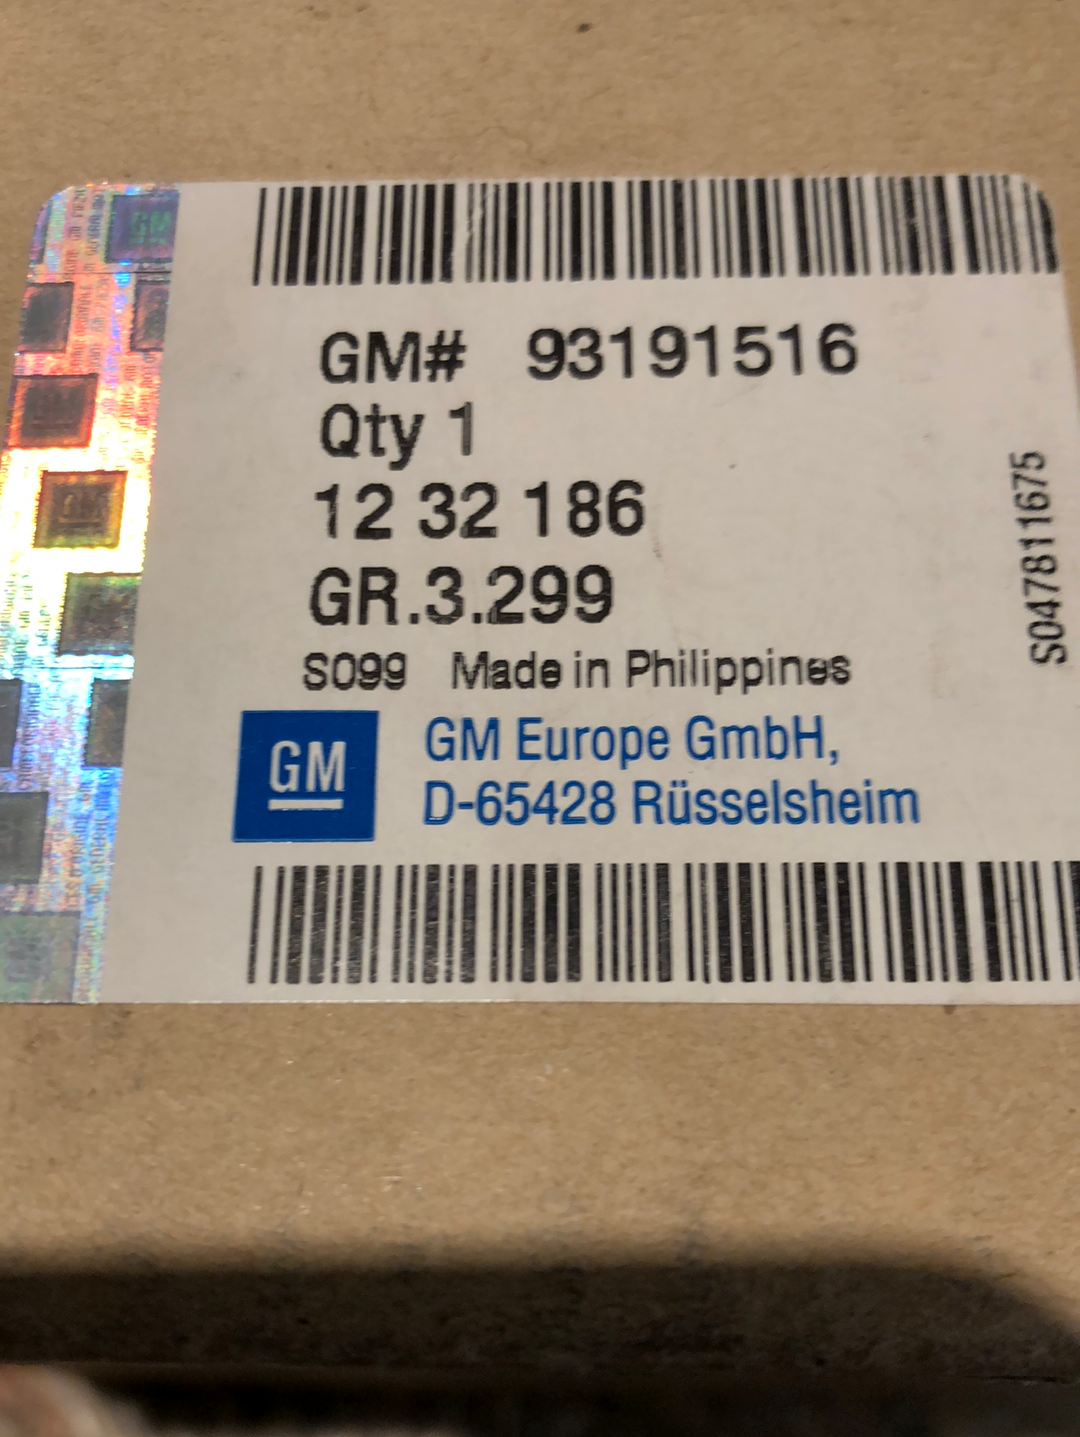 GM# 93191516
Qty 1
12 32 186
GR.3.299
S099 Made in Philippines
GM
GM Europe GmbH,
D-65428 Rüsselsheim
S047811675
GM